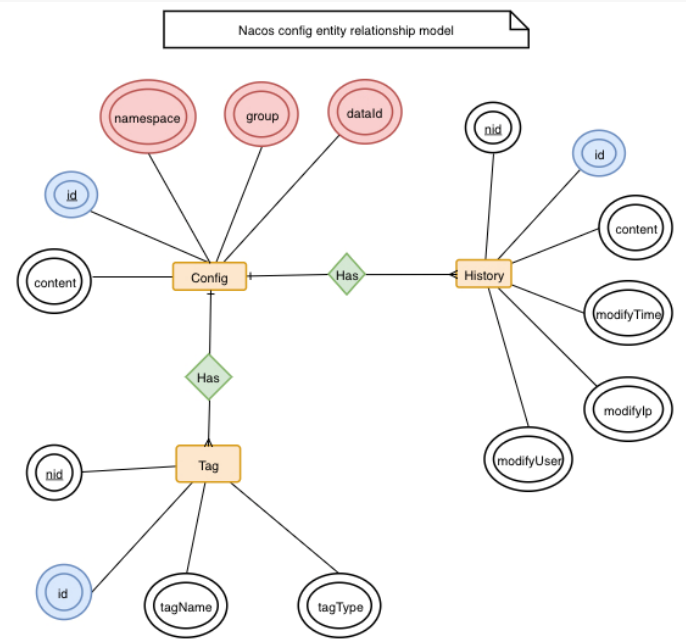 Nacos config entity relationship model
namespace
group
dataId
nid
id
id
content
content
Config
Has
History
modifyTime
Has
modifyIp
modifyUser
Tag
nid
id
tagName
tagType